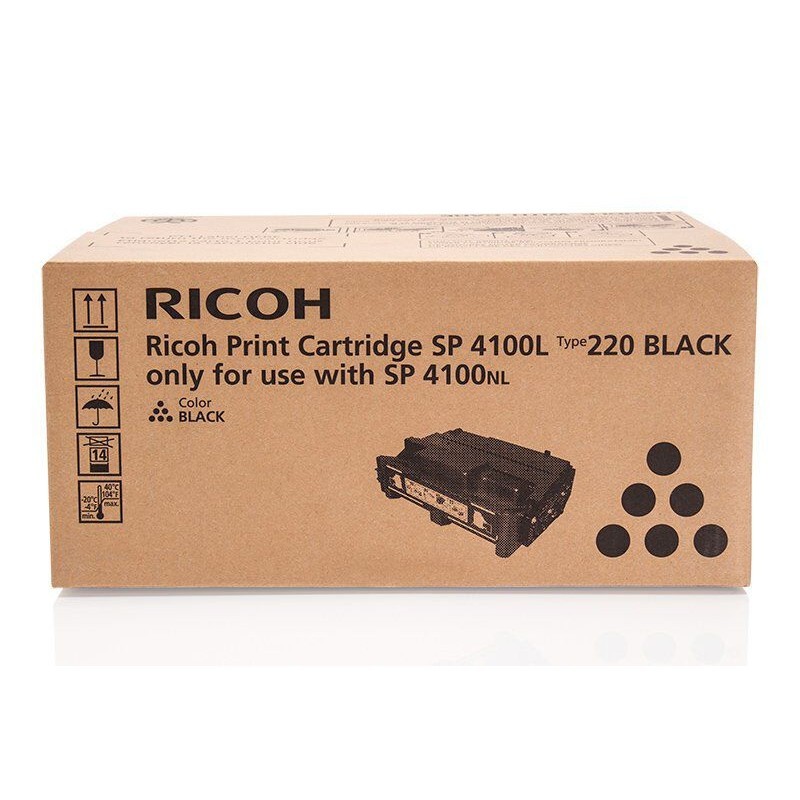 RICOH
Ricoh Print Cartridge SP 4100L Type 220 BLACK
only for use with SP 4100NL
Color
BLACK
14
-20°C
-4°F
min.
40°C
104°F
max.